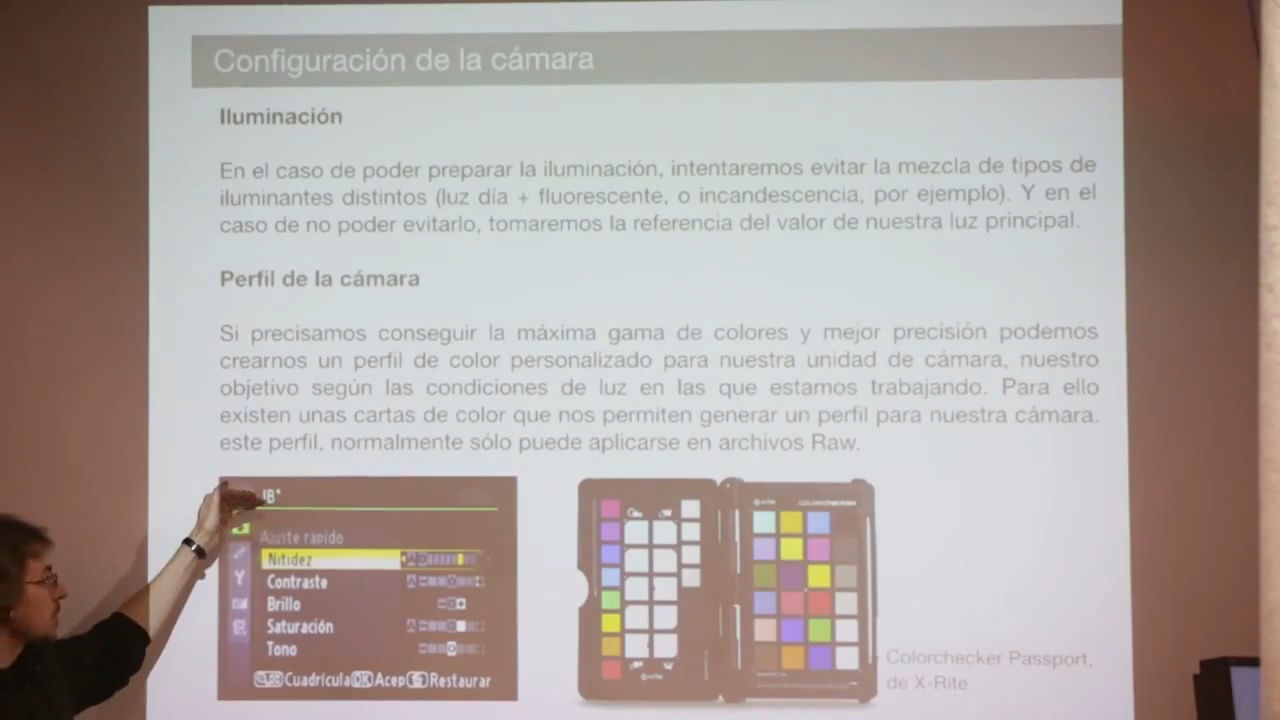 Configuración de la cámara
Iluminación
En el caso de poder preparar la iluminación, intentaremos evitar la mezcla de tipos de
iluminantes distintos (luz día + fluorescente, o incandescencia, por ejemplo). Y en el
caso de no poder evitarlo, tomaremos la referencia del valor de nuestra luz principal.
Perfil de la cámara
Si precisamos conseguir la máxima gama de colores y mejor precisión podemos
crearnos un perfil de color personalizado para nuestra unidad de cámara, nuestro
objetivo según las condiciones de luz en las que estamos trabajando. Para ello
existen unas cartas de color que nos permiten generar un perfil para nuestra cámara.
este perfil, normalmente sólo puede aplicarse en archivos Raw.
Ajuste rápido
Nitidez
Contraste
Brillo
Saturación
Tono
Cuadrícula OK Acep Restaurar
Colorchecker Passport,
de X-Rite